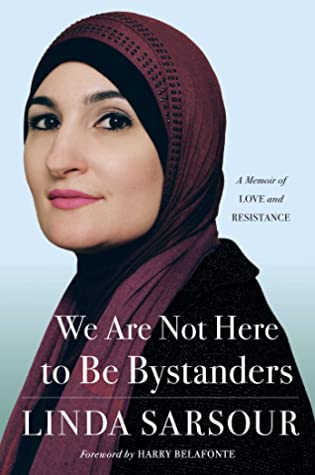 A Memoir of
LOVE and
RESISTANCE
We Are Not Here
to Be Bystanders
LINDA SARSOUR
Foreword by HARRY BELAFONTE